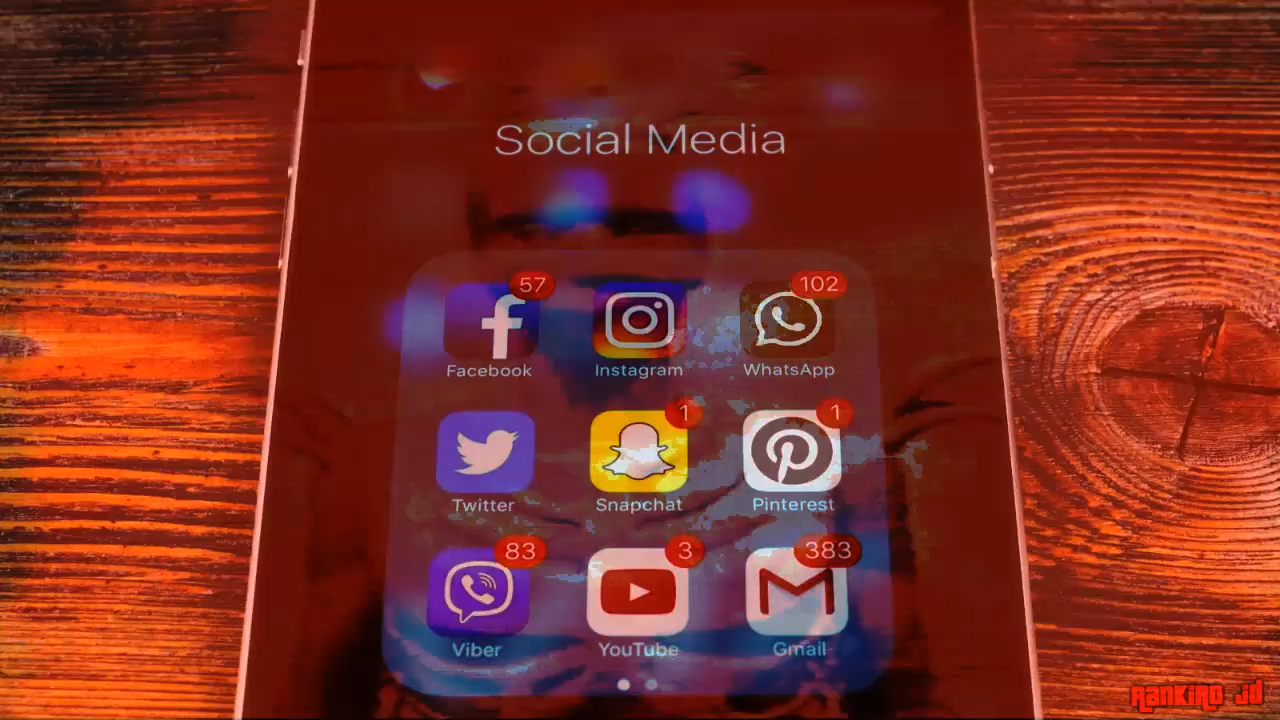 Social Media
57 102
Facebook Instagram WhatsApp
1 1
Twitter Snapchat Pinterest
83 3 383
Viber YouTube Gmail
RANKIRO JD